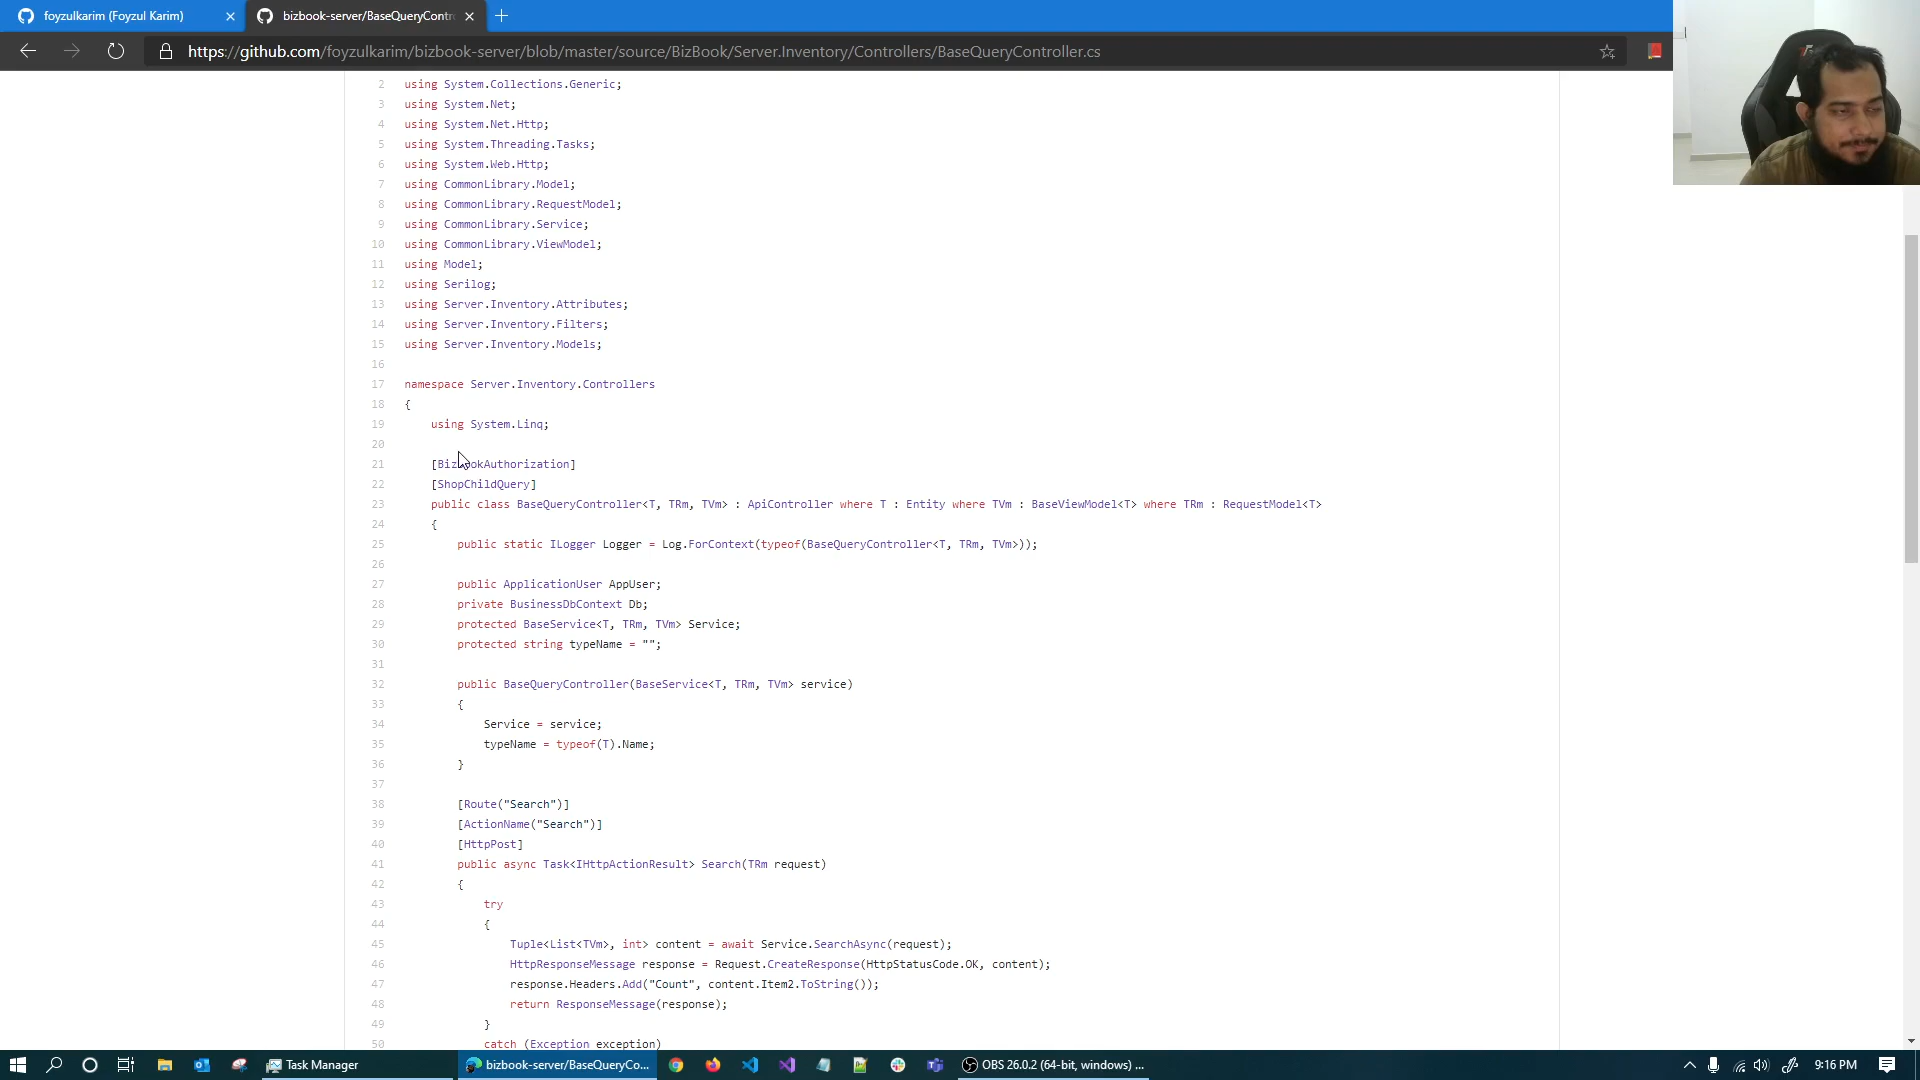 foyzulkarim (Foyzul Karim)
bizbook-server/BaseQueryContr
https://github.com/foyzulkarim/bizbook-server/blob/master/source/BizBook/Server.Inventory/Controllers/BaseQueryController.cs
2 using System.Collections.Generic;
3 using System.Net;
4 using System.Net.Http;
5 using System.Threading.Tasks;
6 using System.Web.Http;
7 using CommonLibrary.Model;
8 using CommonLibrary.RequestModel;
9 using CommonLibrary.Service;
10 using CommonLibrary.ViewModel;
11 using Model;
12 using Serilog;
13 using Server.Inventory.Attributes;
14 using Server.Inventory.Filters;
15 using Server.Inventory.Models;
16
17 namespace Server.Inventory.Controllers
18 {
19 using System.Linq;
20
21 [BizBookAuthorization]
22 [ShopChildQuery]
23 public class BaseQueryController<T, TRm, TVm> : ApiController where T : Entity where TVm : BaseViewModel<T> where TRm : RequestModel<T>
24 {
25 public static ILogger Logger = Log.ForContext(typeof(BaseQueryController<T, TRm, TVm>));
26
27 public ApplicationUser AppUser;
28 private BusinessDbContext Db;
29 protected BaseService<T, TRm, TVm> Service;
30 protected string typeName = "";
31
32 public BaseQueryController(BaseService<T, TRm, TVm> service)
33 {
34 Service = service;
35 typeName = typeof(T).Name;
36 }
37
38 [Route("Search")]
39 [ActionName("Search")]
40 [HttpPost]
41 public async Task<IHttpActionResult> Search(TRm request)
42 {
43 try
44 {
45 Tuple<List<TVm>, int> content = await Service.SearchAsync(request);
46 HttpResponseMessage response = Request.CreateResponse(HttpStatusCode.OK, content);
47 response.Headers.Add("Count", content.Item2.ToString());
48 return ResponseMessage(response);
49 }
50 catch (Exception exception)
Task Manager
bizbook-server/BaseQueryCo...
OBS 26.0.2 (64-bit, windows) ...
9:16 PM